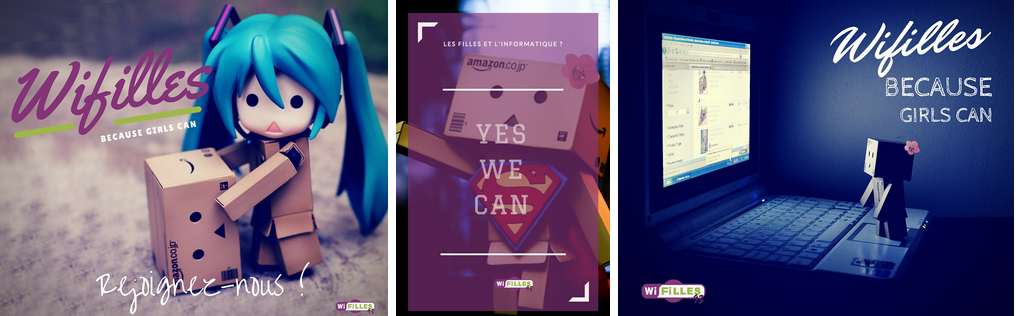 Wifilles
BECAUSE GIRLS CAN
amazon.co.jp
Rejoignez-nous !
WiFILLES
LES FILLES ET L'INFORMATIQUE ?
amazon.co.jp
YES
WE
CAN
WiFILLES
Wifilles
BECAUSE
GIRLS CAN
WiFILLES